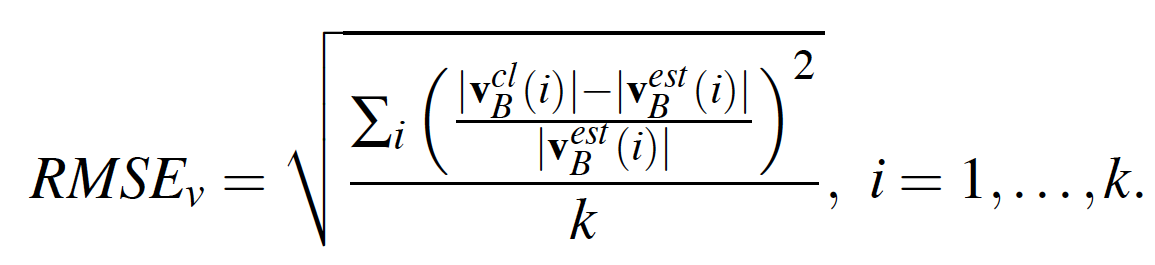 $RMSE_v = \sqrt{\frac{\sum_i \left( \frac{|\mathbf{v}_B^{cl}(i)| - |\mathbf{v}_B^{est}(i)|}{|\mathbf{v}_B^{est}(i)|} \right)^2}{k}}, \ i = 1, \ldots, k.$